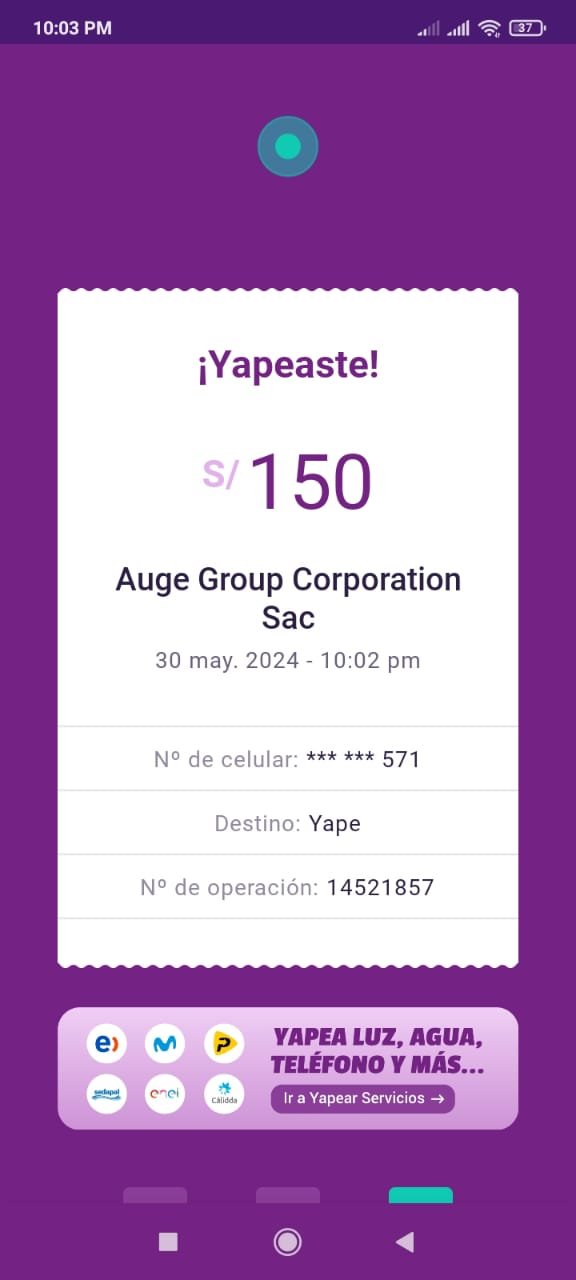 10:03 PM
37
¡Yapeaste!
S/ 150
Auge Group Corporation
Sac
30 may. 2024 - 10:02 pm
Nº de celular: *** *** 571
Destino: Yape
Nº de operación: 14521857
e)
P
YAPEA LUZ, AGUA,
TELÉFONO Y MÁS...
sedapal
enel
Cálidda
Ir a Yapear Servicios →